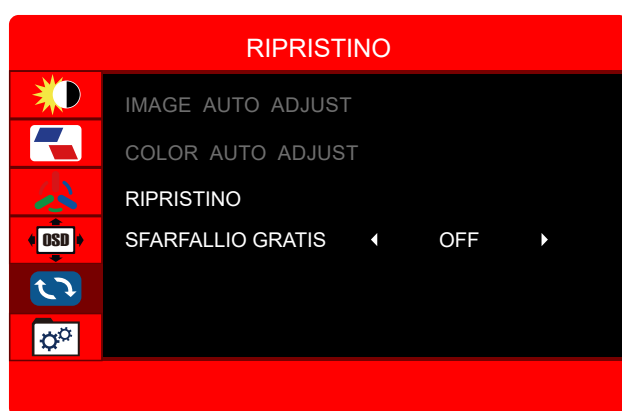 RIPRISTINO
IMAGE AUTO ADJUST
COLOR AUTO ADJUST
RIPRISTINO
SFARFALLIO GRATIS OFF
OSD